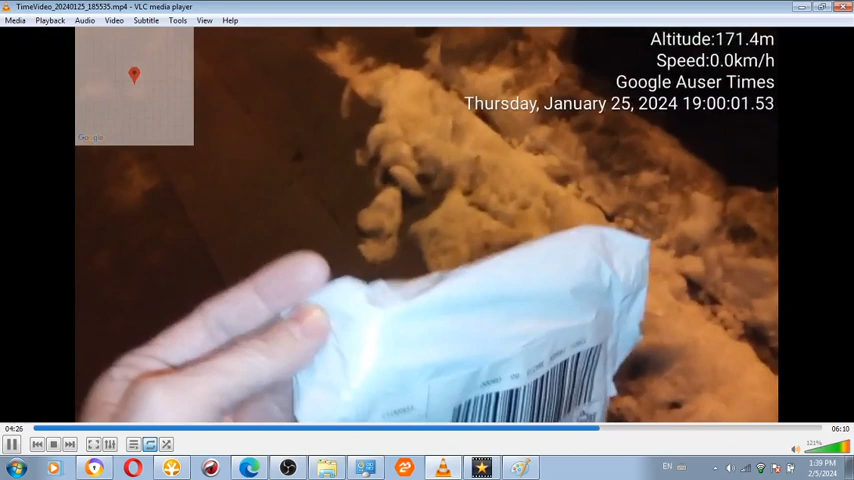 TimeVideo_20240125_185535.mp4 - VLC media player
Media Playback Audio Video Subtitle Tools View Help
Altitude:171.4m
Speed:0.0km/h
Google Auser Times
Thursday, January 25, 2024 19:00:01.53
Google
04:26
06:10
121%
EN
1:39 PM
2/5/2024